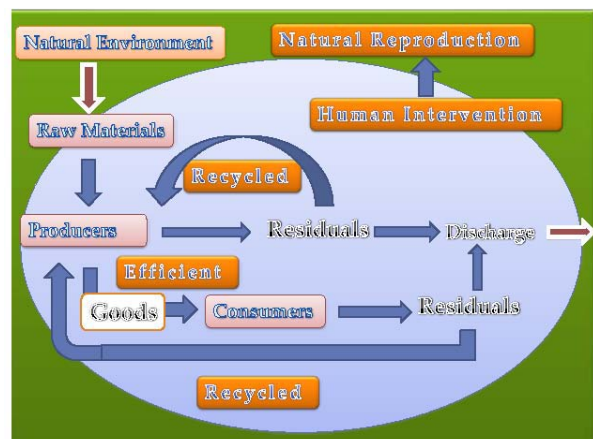 Natural Environment
Natural Reproduction
Human Intervention
Raw Materials
Recycled
Producers
Residuals
Discharge
Efficient
Goods
Consumers
Residuals
Recycled